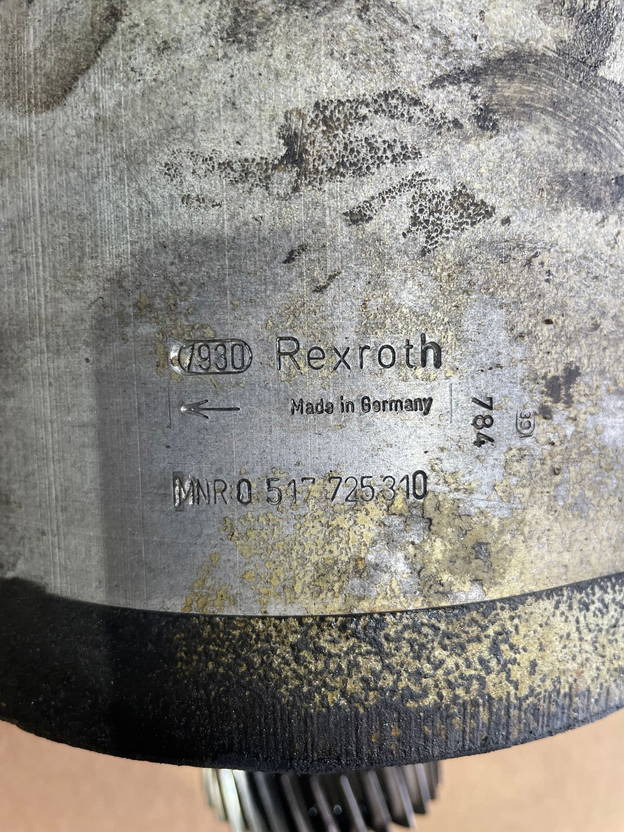 7930 Rexroth
Made in Germany
784
39
MNR 0 517 725 310